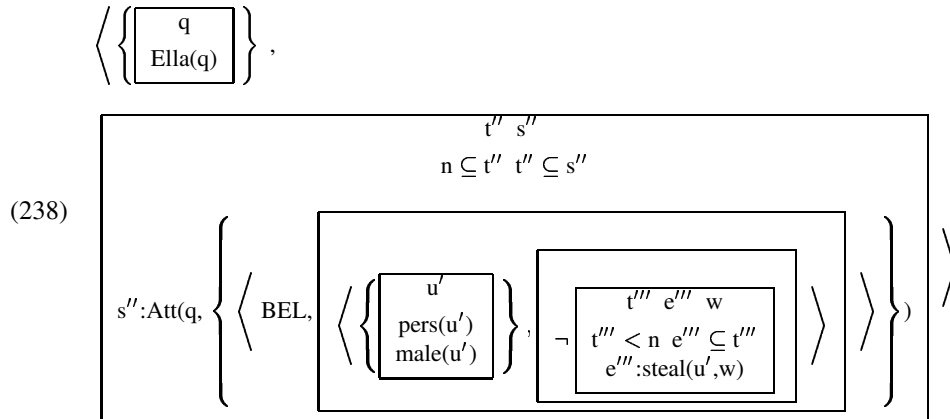 q
Ella(q)
,
t″ s″
n ⊆ t″ t″ ⊆ s″
(238)
s″:Att(q, { ⟨ BEL, ⟨ {
u′
pers(u′)
male(u′)
} , ¬
t‴ e‴ w
t‴ < n e‴ ⊆ t‴
e‴:steal(u′,w)
⟩ ⟩ } ) ⟩